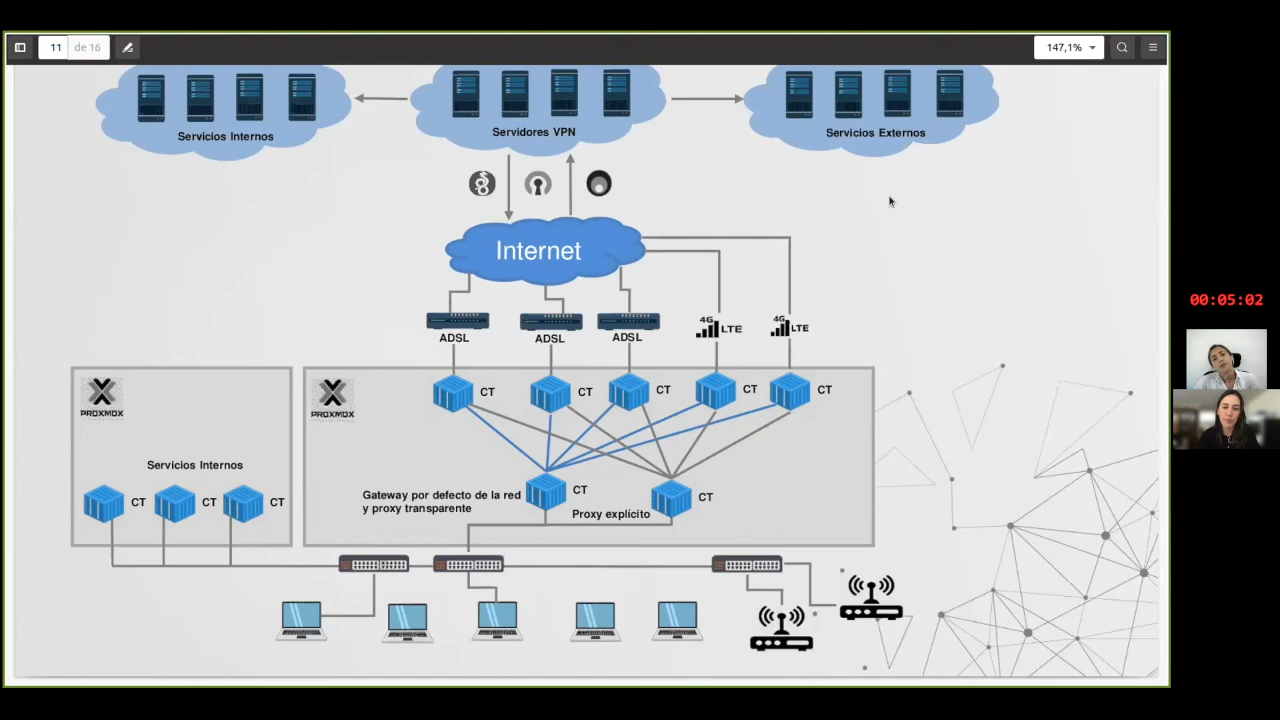 11 de 16
147,1%
Servicios Internos
Servidores VPN
Servicios Externos
Internet
ADSL
ADSL
ADSL
4G LTE
4G LTE
PROXMOX
PROXMOX
CT
CT
CT
CT
CT
Servicios Internos
CT
CT
CT
Gateway por defecto de la red
y proxy transparente
CT
Proxy explícito
CT
00:05:02